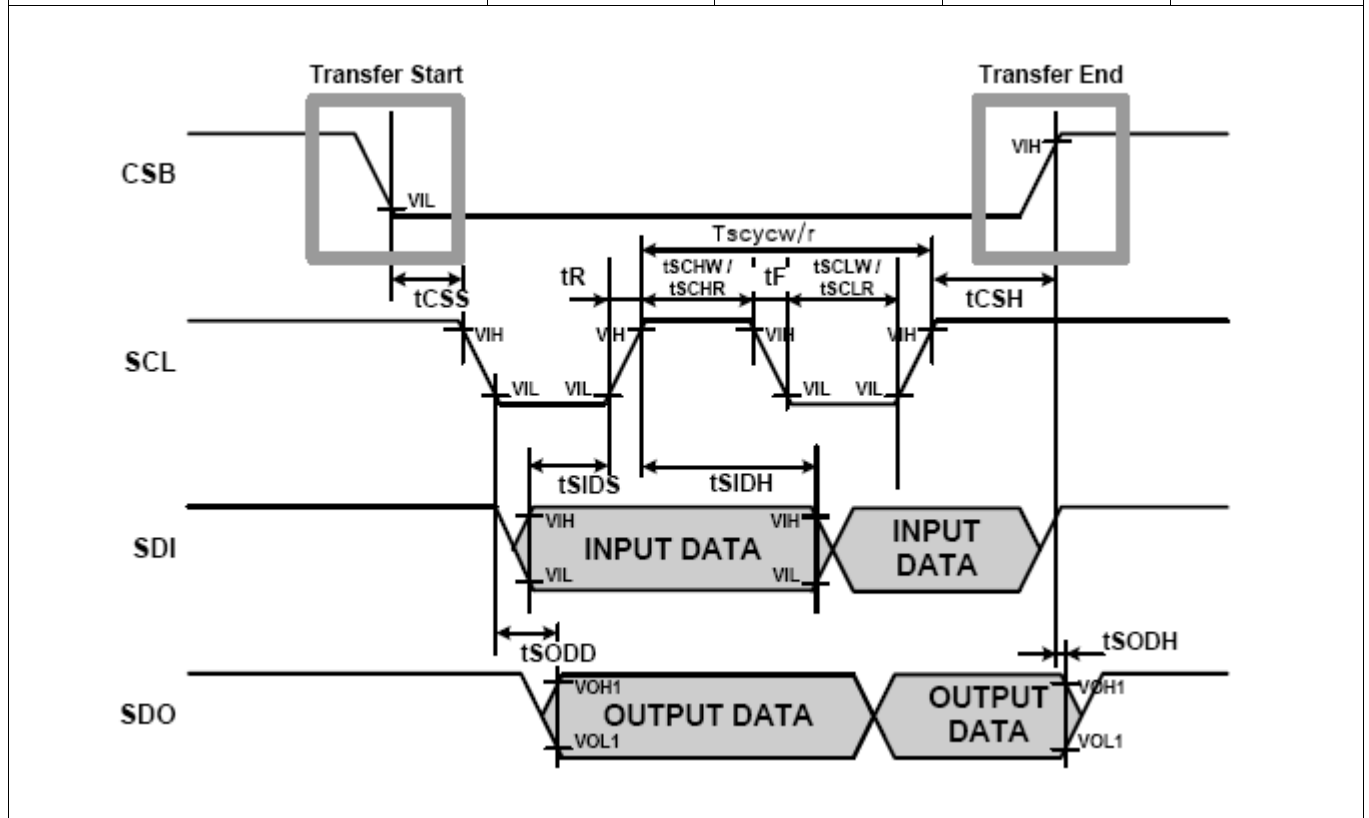 Transfer Start
Transfer End
CSB
VIL
VIH
Tscycw/r
tCSS
tR
tSCHW /
tSCHR
tF
tSCLW /
tSCLR
tCSH
SCL
VIH
VIH
VIH
VIH
VIL
VIL
VIL
VIL
tSIDS
tSIDH
SDI
VIH
VIL
INPUT DATA
VIH
VIL
INPUT
DATA
tSODD
tSODH
SDO
VOH1
VOL1
OUTPUT DATA
OUTPUT
DATA
VOH1
VOL1